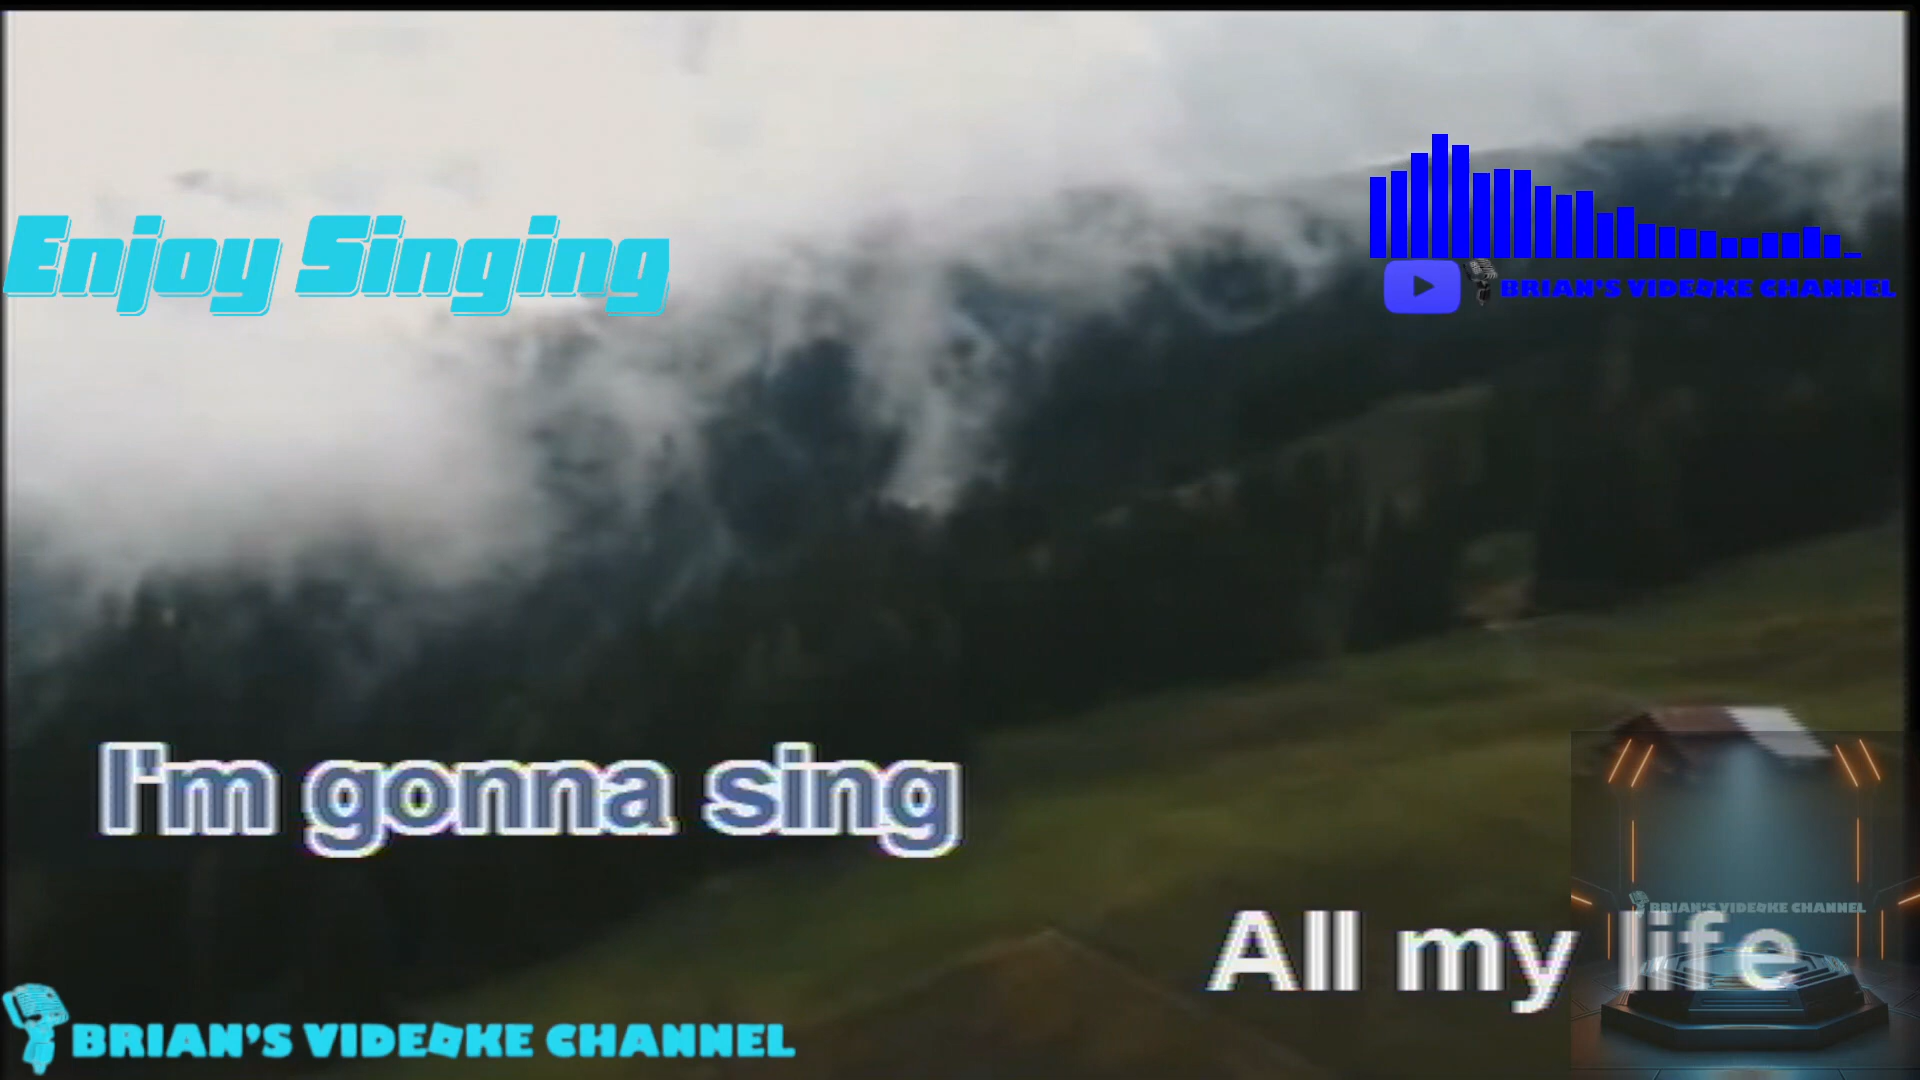 Enjoy Singing
BRIAN'S VIDEOKE CHANNEL
I'm gonna sing
BRIAN'S VIDEOKE CHANNEL
All my life
BRIAN'S VIDEOKE CHANNEL